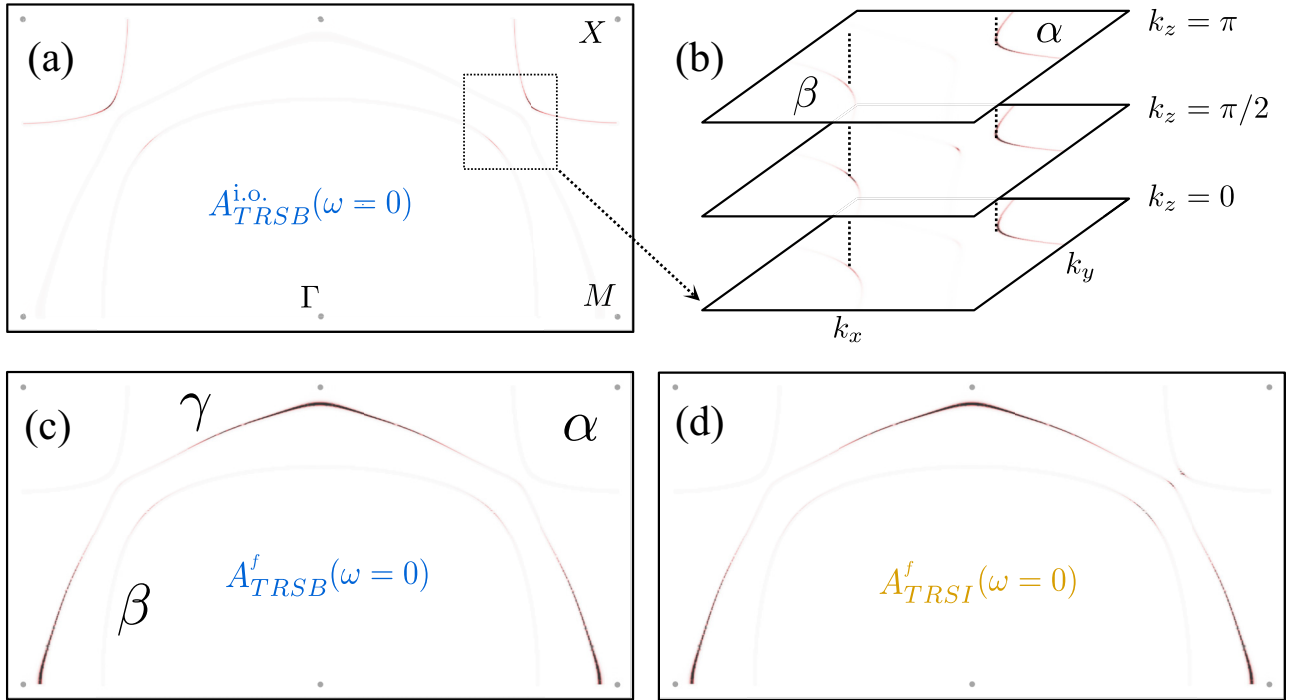 (a)
X
A^{i.o.}_{TRSB}(ω = 0)
Γ
M
(b)
α
β
k_z = π
k_z = π/2
k_z = 0
k_y
k_x
(c)
γ
α
β
A^f_{TRSB}(ω = 0)
(d)
A^f_{TRSI}(ω = 0)